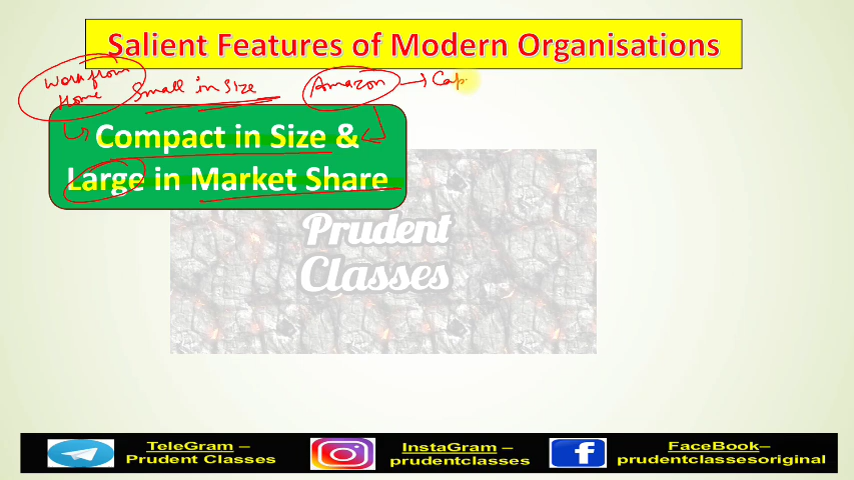 Salient Features of Modern Organisations
Work from
Home
Small in Size
Amazon → Cap
Compact in Size &
Large in Market Share
Prudent
Classes
TeleGram –
Prudent Classes
InstaGram –
prudentclasses
FaceBook–
prudentclassesoriginal